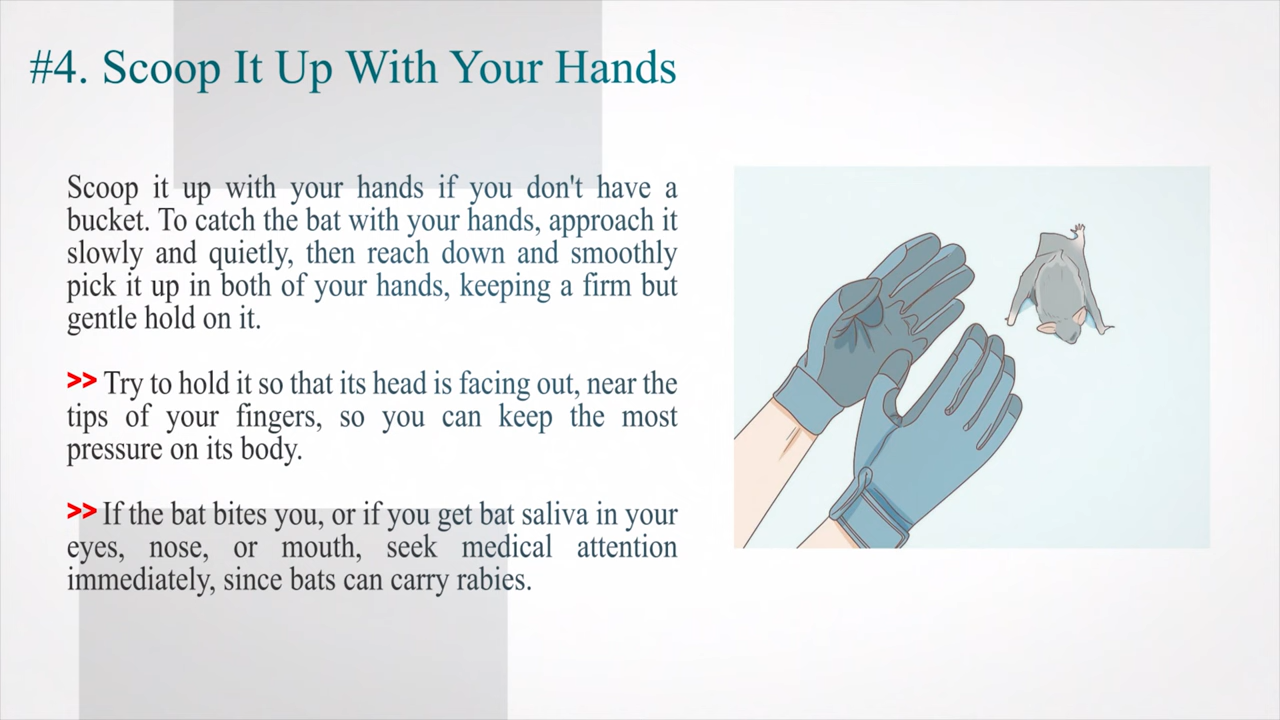 #4. Scoop It Up With Your Hands
Scoop it up with your hands if you don't have a
bucket. To catch the bat with your hands, approach it
slowly and quietly, then reach down and smoothly
pick it up in both of your hands, keeping a firm but
gentle hold on it.
>> Try to hold it so that its head is facing out, near the
tips of your fingers, so you can keep the most
pressure on its body.
>> If the bat bites you, or if you get bat saliva in your
eyes, nose, or mouth, seek medical attention
immediately, since bats can carry rabies.